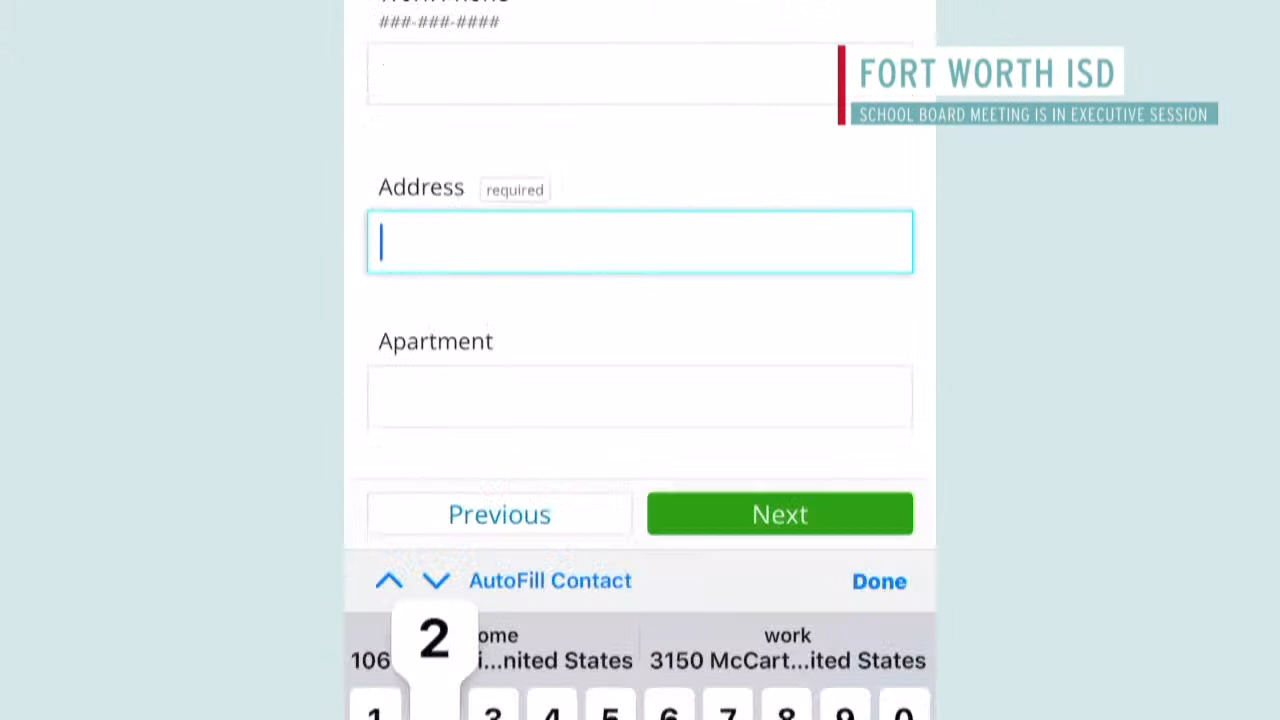 ###-###-####
FORT WORTH ISD
SCHOOL BOARD MEETING IS IN EXECUTIVE SESSION
Address required
Apartment
Previous Next
AutoFill Contact Done
2
ome work
106 i...nited States 3150 McCart...ited States
1 3 4 5 6 7 8 9 0